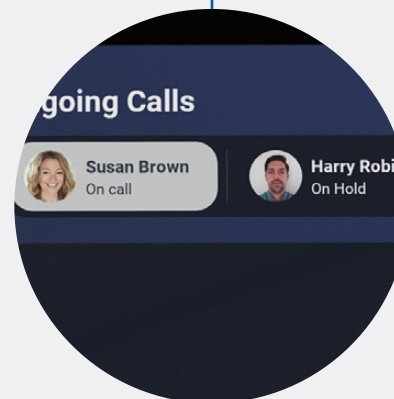 going Calls
Susan Brown
On call
Harry Robi
On Hold